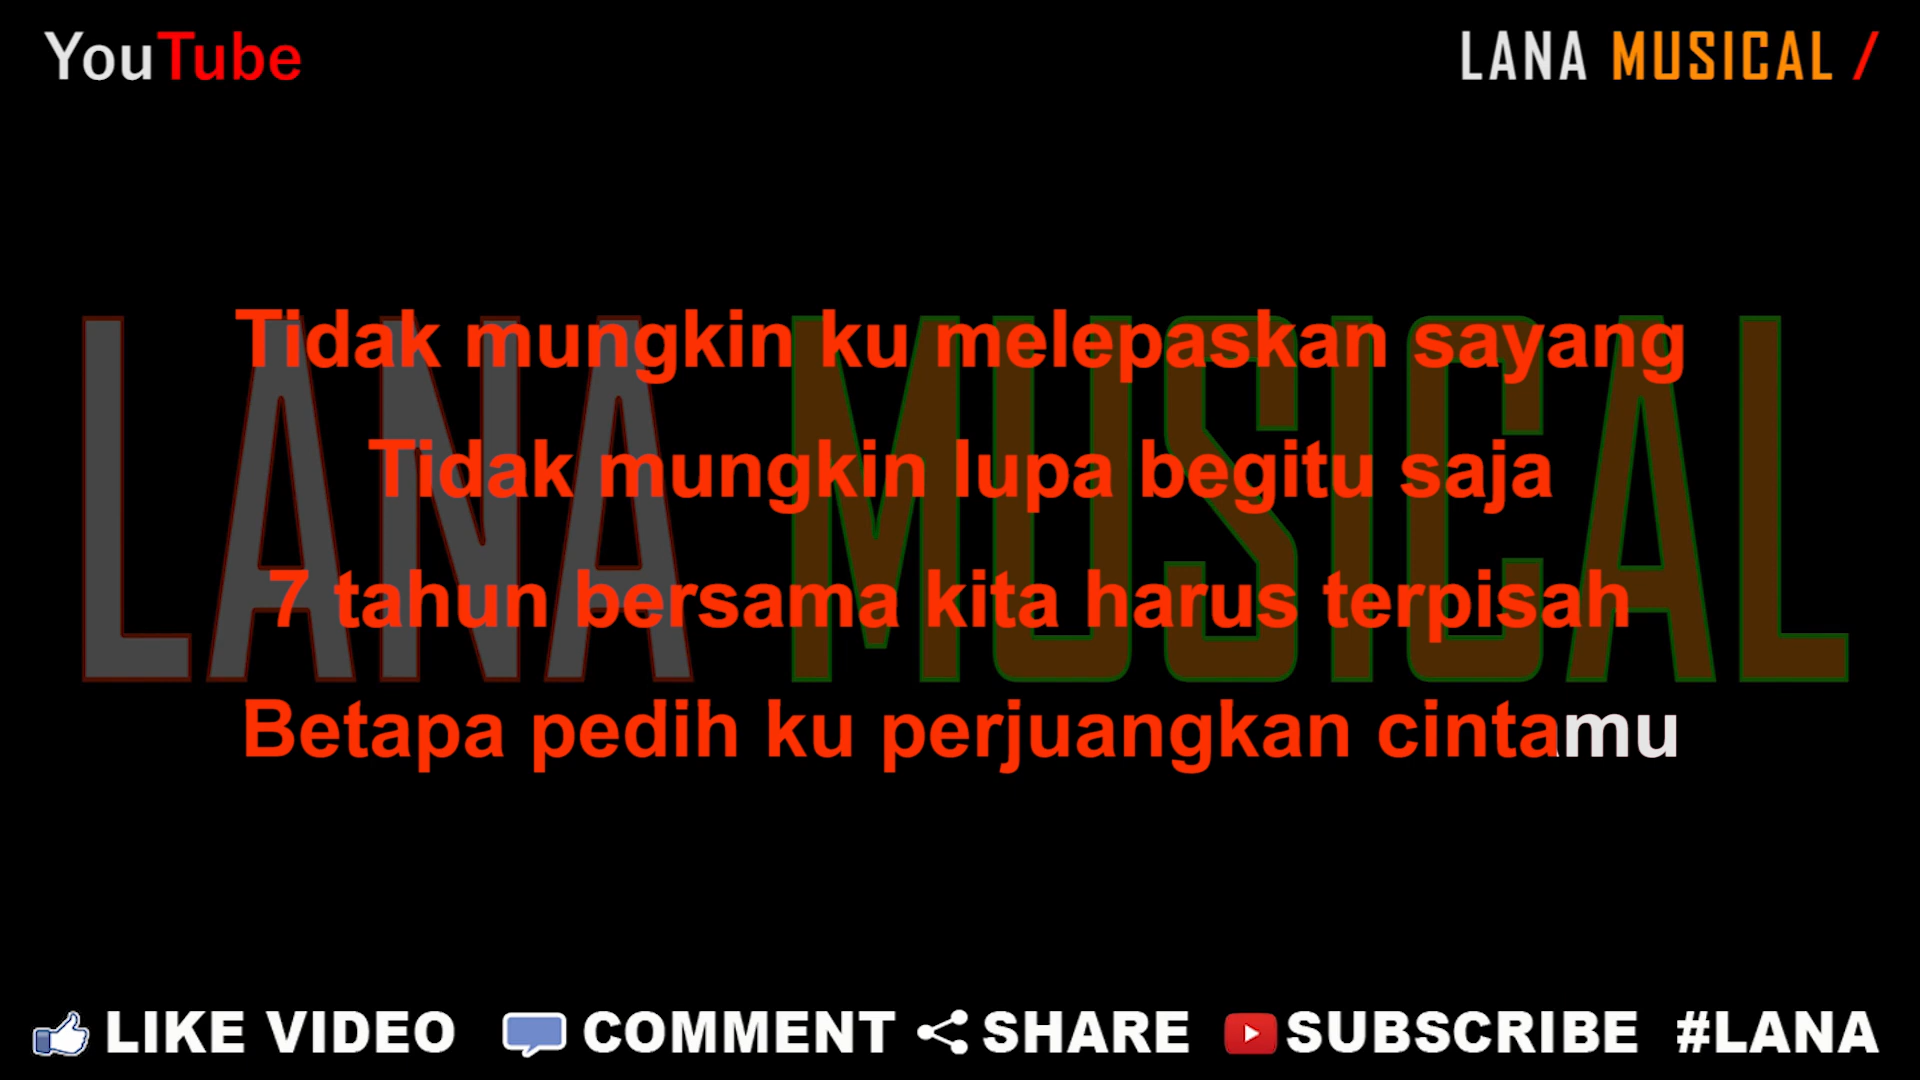 YouTube
LANA MUSICAL /
LANA MUSICAL
Tidak mungkin ku melepaskan sayang
Tidak mungkin lupa begitu saja
7 tahun bersama kita harus terpisah
Betapa pedih ku perjuangkan cintamu
LIKE VIDEO COMMENT SHARE SUBSCRIBE #LANA